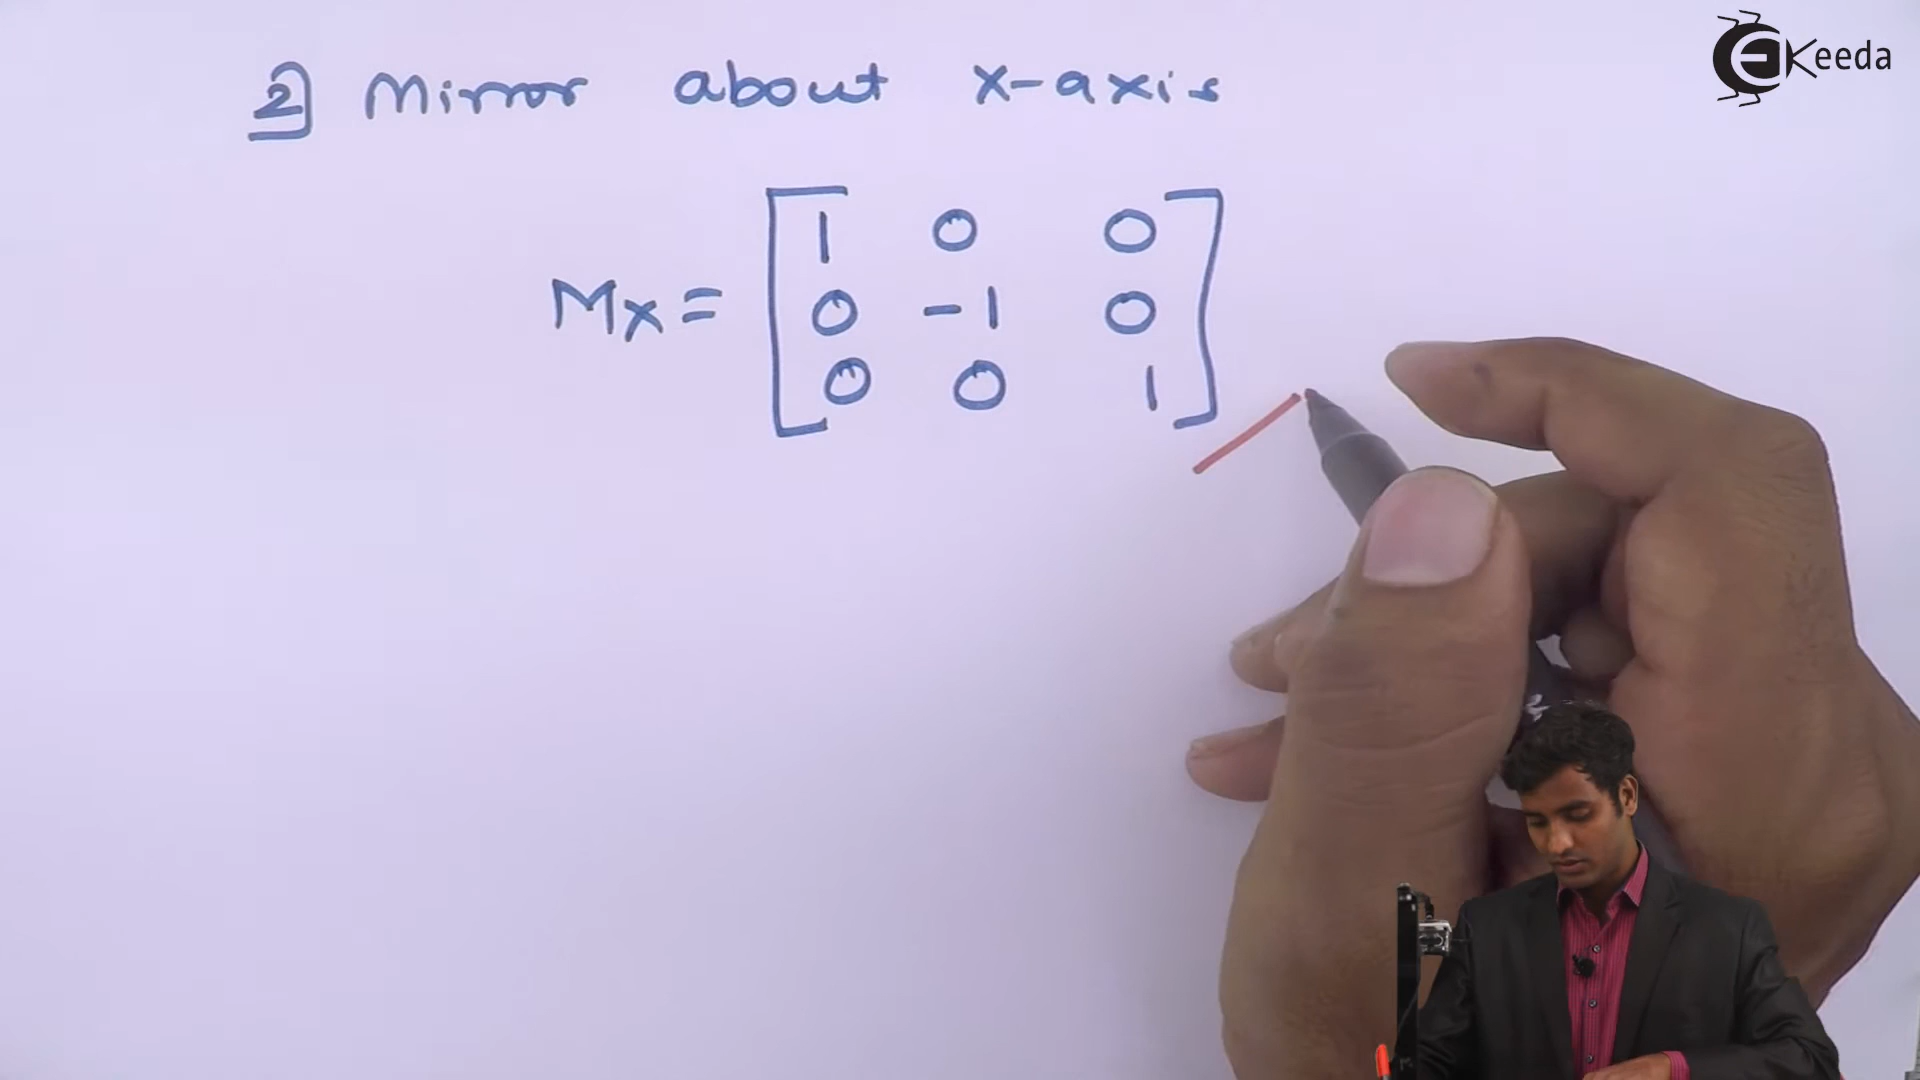 2) Mirror about x-axis
Mx = [1 0 0
0 -1 0
0 0 1]
Ekeeda